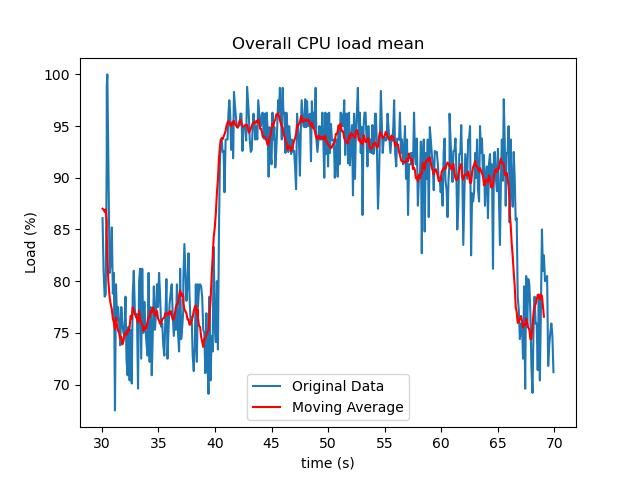 Overall CPU load mean
Load (%)
100
95
90
85
80
75
70
Original Data
Moving Average
30 35 40 45 50 55 60 65 70
time (s)